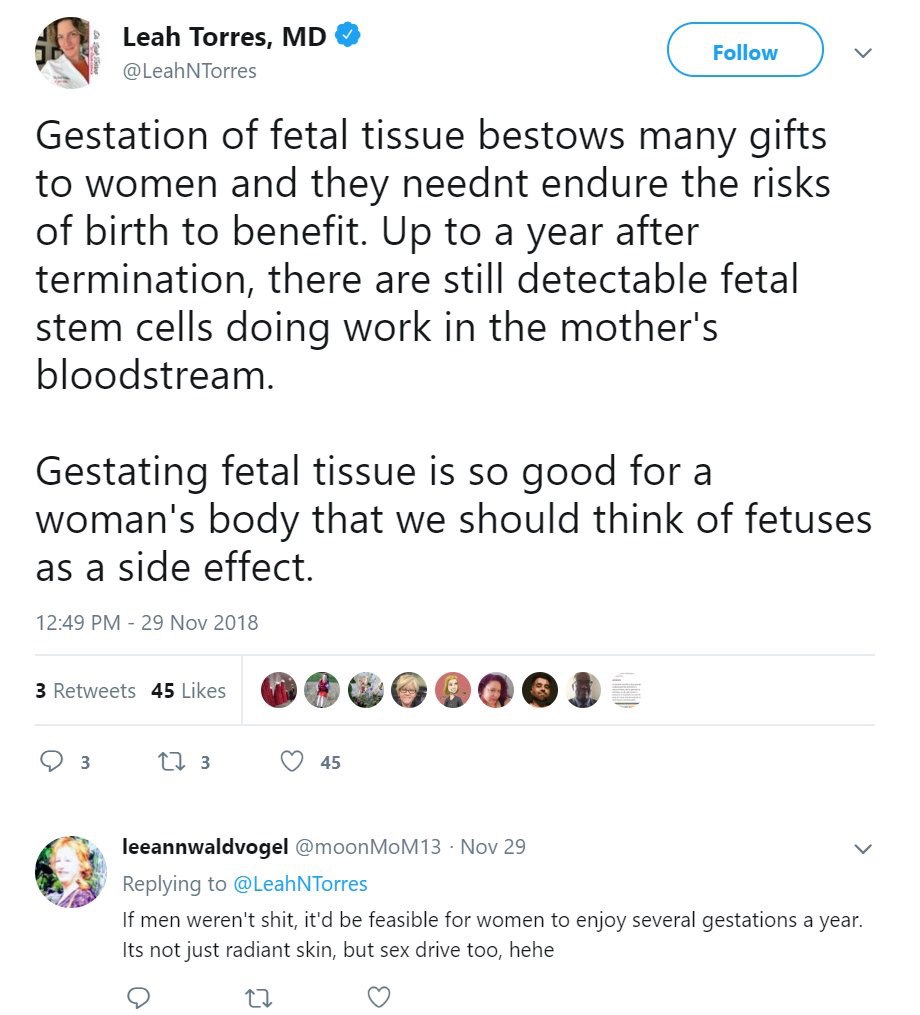 Leah Torres, MD
@LeahNTorres
Follow
Gestation of fetal tissue bestows many gifts
to women and they neednt endure the risks
of birth to benefit. Up to a year after
termination, there are still detectable fetal
stem cells doing work in the mother's
bloodstream.
Gestating fetal tissue is so good for a
woman's body that we should think of fetuses
as a side effect.
12:49 PM - 29 Nov 2018
3 Retweets 45 Likes
3 3 45
leeannwaldvogel @moonMoM13 · Nov 29
Replying to @LeahNTorres
If men weren't shit, it'd be feasible for women to enjoy several gestations a year.
Its not just radiant skin, but sex drive too, hehe